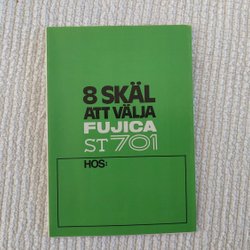 8 SKÄL
ATT VÄLJA
FUJICA
ST 701
HOS: